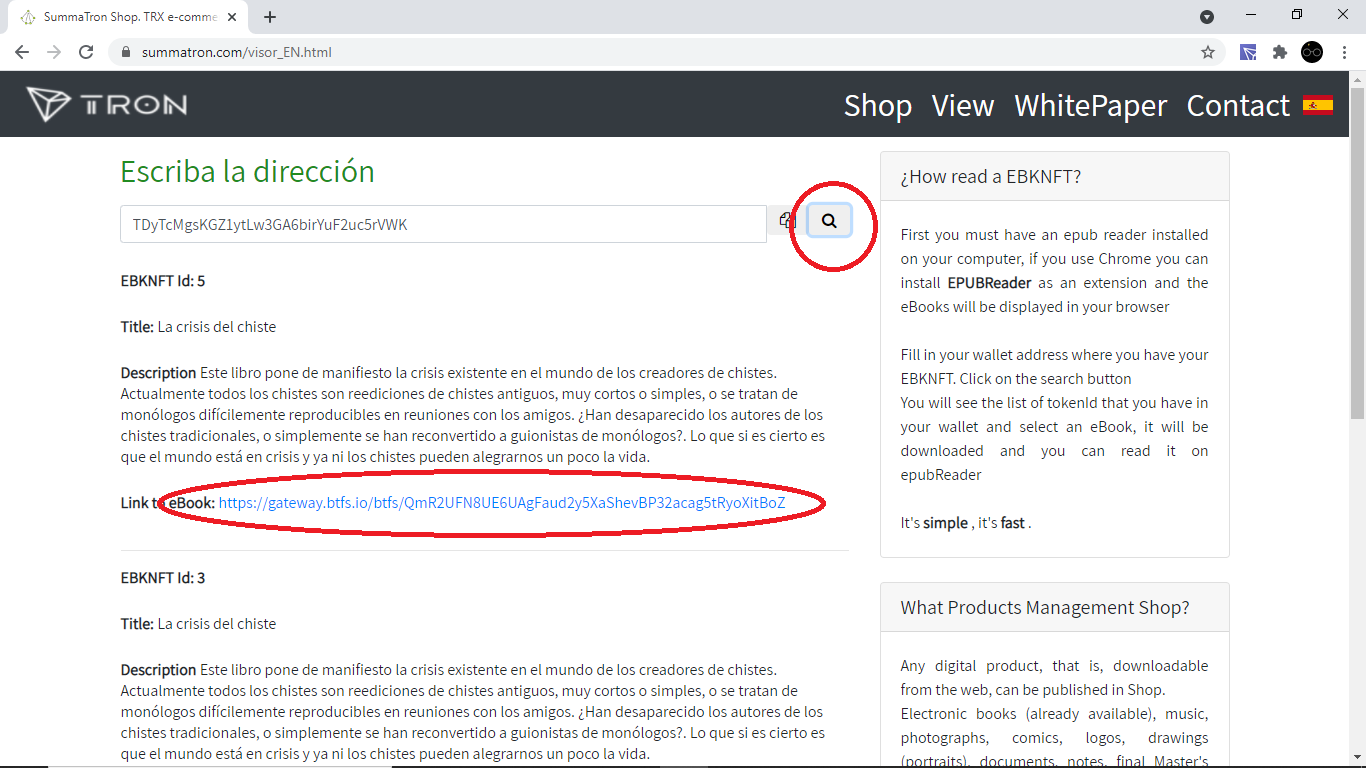 SummaTron Shop. TRX e-comme
summatron.com/visor_EN.html
TRON
Shop View WhitePaper Contact
Escriba la dirección
TDyTcMgsKGZ1ytLw3GA6birYuF2uc5rVWK
EBKNFT Id: 5
Title: La crisis del chiste
Description Este libro pone de manifiesto la crisis existente en el mundo de los creadores de chistes.
Actualmente todos los chistes son reediciones de chistes antiguos, muy cortos o simples, o se tratan de
monólogos difícilemente reproducibles en reuniones con los amigos. ¿Han desaparecido los autores de los
chistes tradicionales, o simplemente se han reconvertido a guionistas de monólogos?. Lo que si es cierto es
que el mundo está en crisis y ya ni los chistes pueden alegrarnos un poco la vida.
Link to eBook: https://gateway.btfs.io/btfs/QmR2UFN8UE6UAgFaud2y5XaShevBP32acag5tRyoXitBoZ
EBKNFT Id: 3
Title: La crisis del chiste
Description Este libro pone de manifiesto la crisis existente en el mundo de los creadores de chistes.
Actualmente todos los chistes son reediciones de chistes antiguos, muy cortos o simples, o se tratan de
monólogos difícilemente reproducibles en reuniones con los amigos. ¿Han desaparecido los autores de los
chistes tradicionales, o simplemente se han reconvertido a guionistas de monólogos?. Lo que si es cierto es
que el mundo está en crisis y ya ni los chistes pueden alegrarnos un poco la vida.
¿How read a EBKNFT?
First you must have an epub reader installed
on your computer, if you use Chrome you can
install EPUBReader as an extension and the
eBooks will be displayed in your browser
Fill in your wallet address where you have your
EBKNFT. Click on the search button
You will see the list of tokenId that you have in
your wallet and select an eBook, it will be
downloaded and you can read it on
epubReader
It's simple , it's fast .
What Products Management Shop?
Any digital product, that is, downloadable
from the web, can be published in Shop.
Electronic books (already available), music,
photographs, comics, logos, drawings
(portraits), documents, notes, final Master's